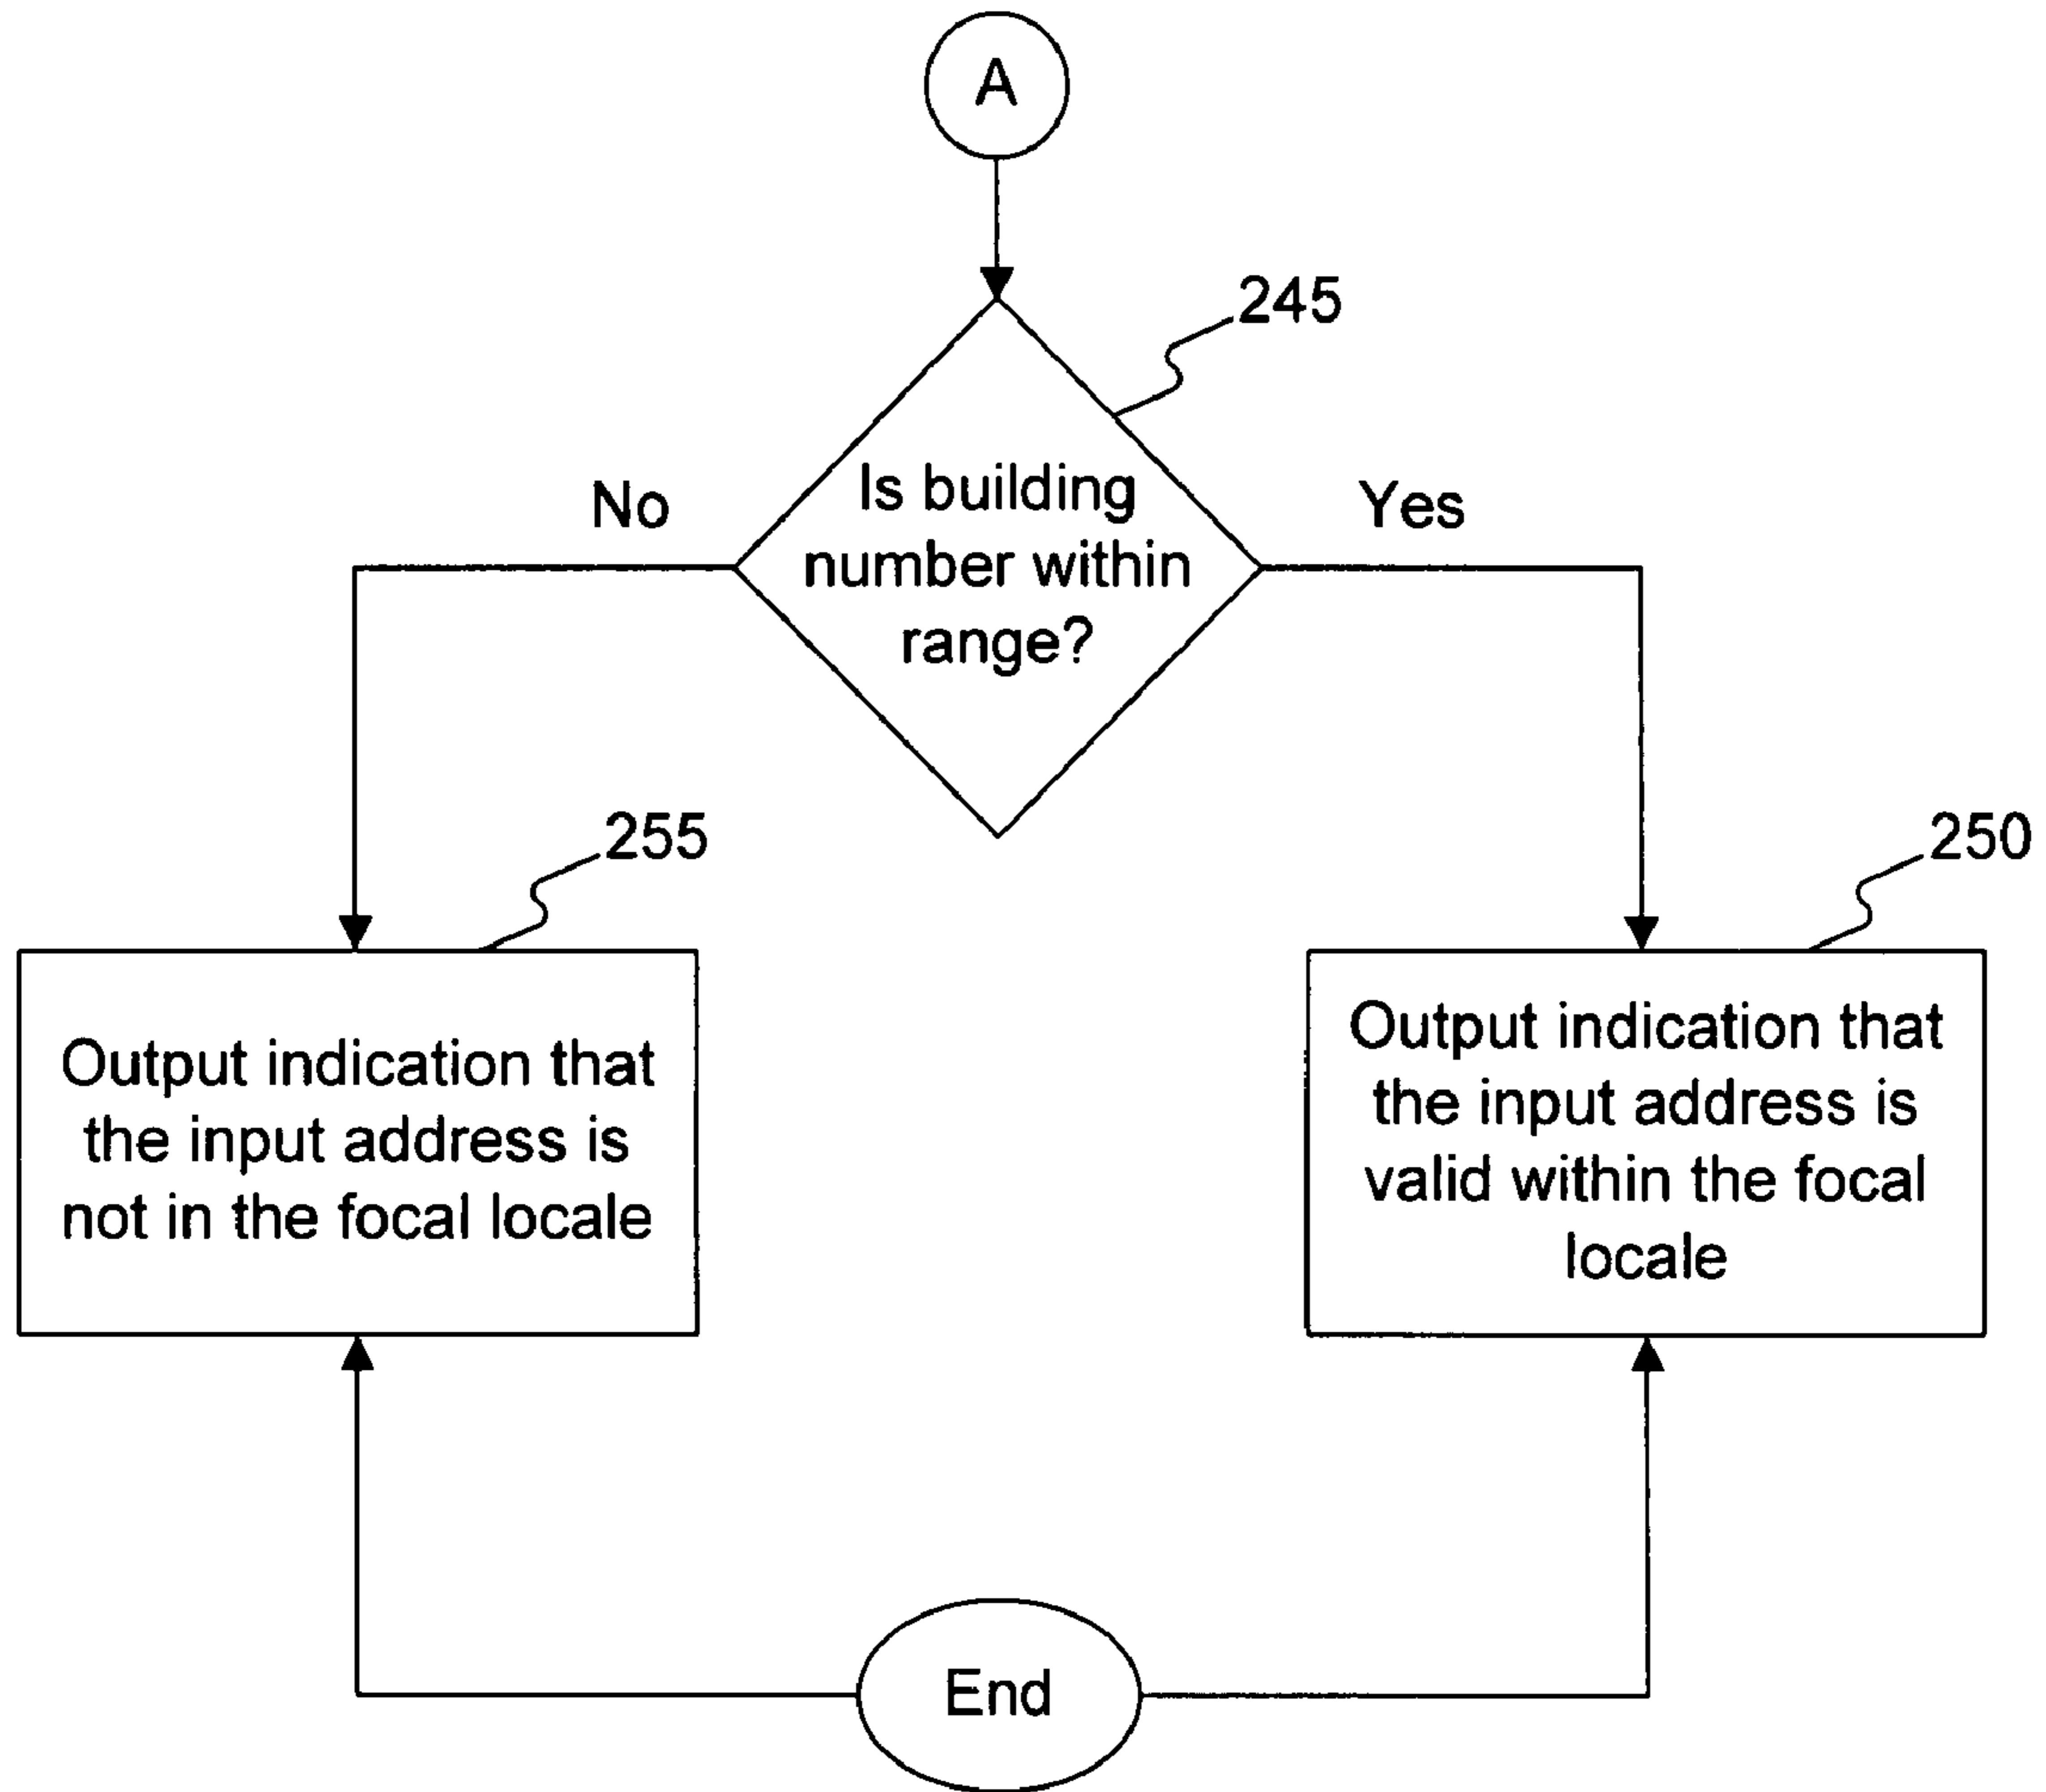 A
245
Is building
number within
range?
No
Yes
255
250
Output indication that
the input address is
not in the focal locale
Output indication that
the input address is
valid within the focal
locale
End